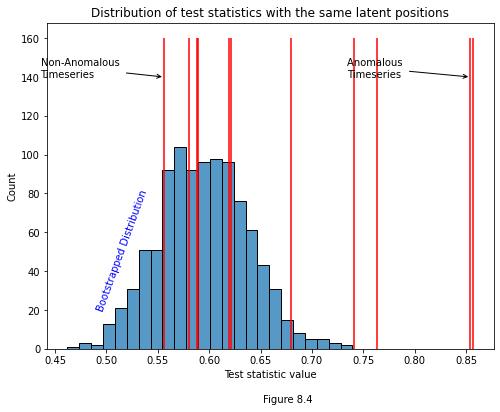 Distribution of test statistics with the same latent positions
160
140
120
100
80
60
40
20
0
Count
Non-Anomalous
Timeseries
Anomalous
Timeseries
Bootstrapped Distribution
0.45 0.50 0.55 0.60 0.65 0.70 0.75 0.80 0.85
Test statistic value
Figure 8.4